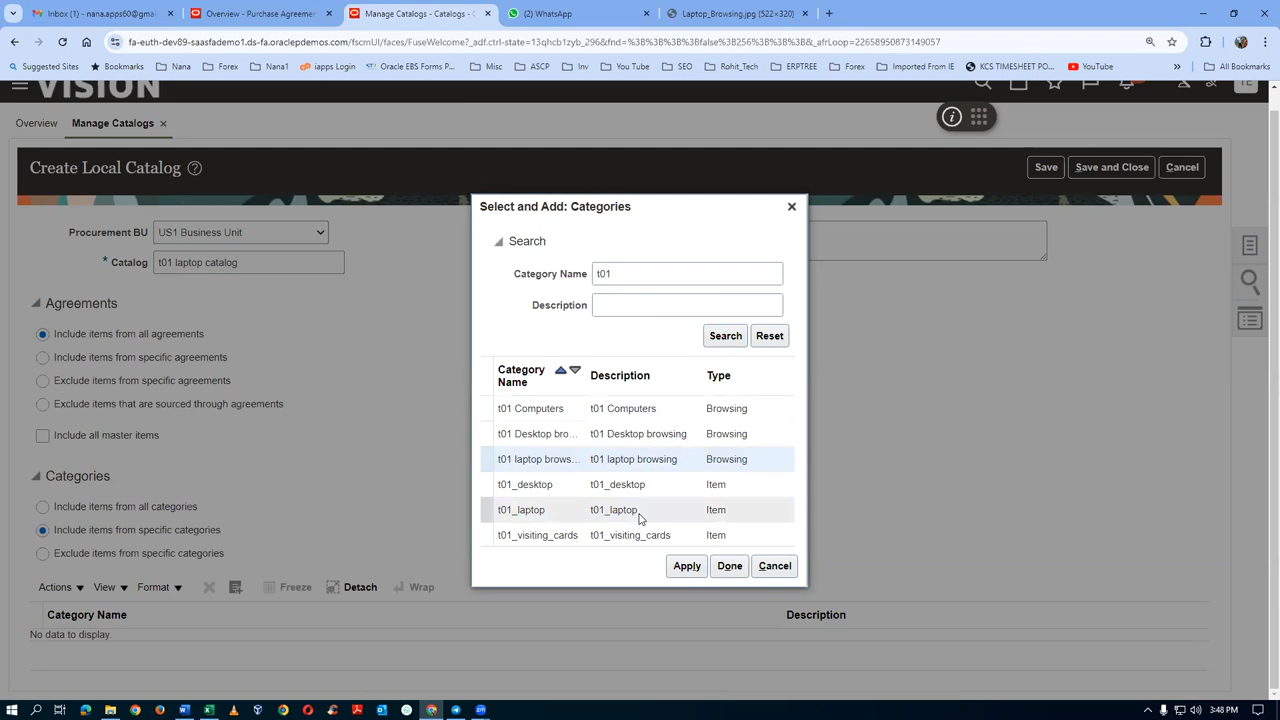 Inbox (1) - nana.apps60@gmail.c
Overview - Purchase Agreemen
Manage Catalogs - Catalogs - O
(2) WhatsApp
Laptop_Browsing.jpg (522×320)
fa-euth-dev89-saasfademo1.ds-fa.oraclepdemos.com/fscmUI/faces/FuseWelcome?_adf.ctrl-state=13qhcb1zyb_296&fnd=%3B%3B%3B%3Bfalse%3B256%3B%3B%3B&_afrLoop=22658950873149057
Suggested Sites
Bookmarks
Nana
Forex
Nana1
iapps Login
Oracle EBS Forms P...
Misc
ASCP
Inv
You Tube
SEO
Rohit_Tech
ERPTREE
Forex
Imported From IE
KCS TIMESHEET PO...
YouTube
»
All Bookmarks
VISION
Overview
Manage Catalogs
Create Local Catalog
Save
Save and Close
Cancel
Procurement BU
US1 Business Unit
* Catalog
t01 laptop catalog
Agreements
Include items from all agreements
Include items from specific agreements
Exclude items from specific agreements
Exclude items that are sourced through agreements
Include all master items
Categories
Include items from all categories
Include items from specific categories
Exclude items from specific categories
Actions
View
Format
Freeze
Detach
Wrap
Category Name
Description
No data to display.
Select and Add: Categories
Search
Category Name
t01
Description
Search
Reset
Category Name
Description
Type
t01 Computers
t01 Computers
Browsing
t01 Desktop bro...
t01 Desktop browsing
Browsing
t01 laptop brows...
t01 laptop browsing
Browsing
t01_desktop
t01_desktop
Item
t01_laptop
t01_laptop
Item
t01_visiting_cards
t01_visiting_cards
Item
Apply
Done
Cancel
3:48 PM